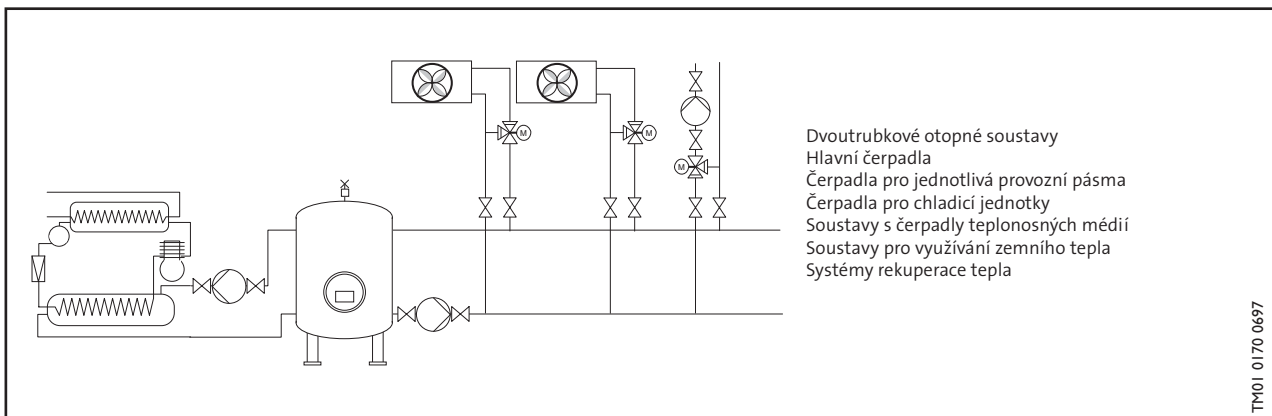 M
M
M
Dvoutrubkové otopné soustavy
Hlavní čerpadla
Čerpadla pro jednotlivá provozní pásma
Čerpadla pro chladicí jednotky
Soustavy s čerpadly teplonosných médií
Soustavy pro využívání zemního tepla
Systémy rekuperace tepla
TM01 0170 0697